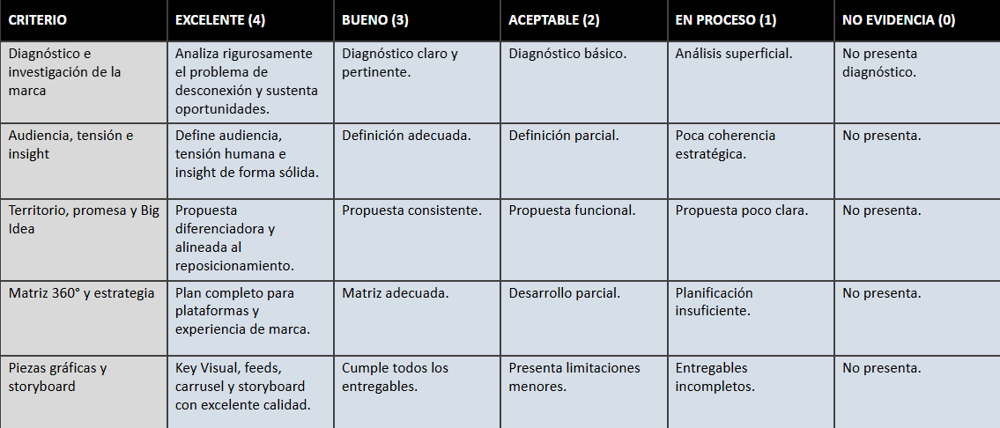 CRITERIO EXCELENTE (4) BUENO (3) ACEPTABLE (2) EN PROCESO (1) NO EVIDENCIA (0)
Diagnóstico e
investigación de la
marca
Analiza rigurosamente
el problema de
desconexión y sustenta
oportunidades.
Diagnóstico claro y
pertinente.
Diagnóstico básico.
Análisis superficial.
No presenta
diagnóstico.
Audiencia, tensión e
insight
Define audiencia,
tensión humana e
insight de forma sólida.
Definición adecuada.
Definición parcial.
Poca coherencia
estratégica.
No presenta.
Territorio, promesa y Big
Idea
Propuesta
diferenciadora y
alineada al
reposicionamiento.
Propuesta consistente.
Propuesta funcional.
Propuesta poco clara.
No presenta.
Matriz 360° y estrategia
Plan completo para
plataformas y
experiencia de marca.
Matriz adecuada.
Desarrollo parcial.
Planificación
insuficiente.
No presenta.
Piezas gráficas y
storyboard
Key Visual, feeds,
carrusel y storyboard
con excelente calidad.
Cumple todos los
entregables.
Presenta limitaciones
menores.
Entregables
incompletos.
No presenta.